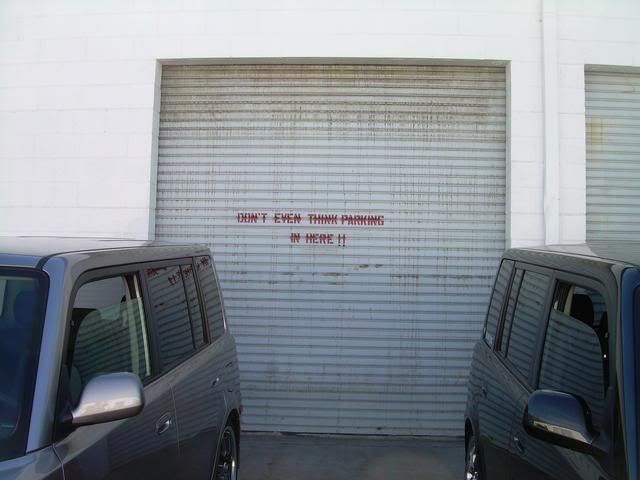 DON'T EVEN THINK PARKING
IN HERE !!